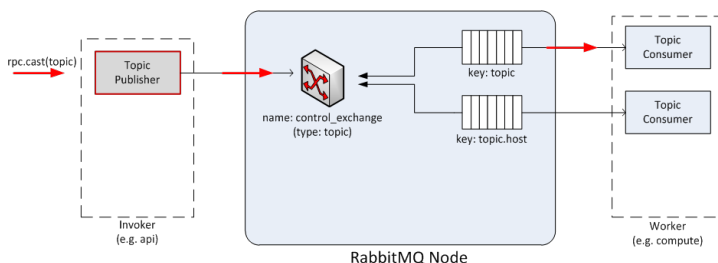 rpc.cast(topic)
Topic
Publisher
Invoker
(e.g. api)
name: control_exchange
(type: topic)
key: topic
key: topic.host
RabbitMQ Node
Topic
Consumer
Topic
Consumer
Worker
(e.g. compute)